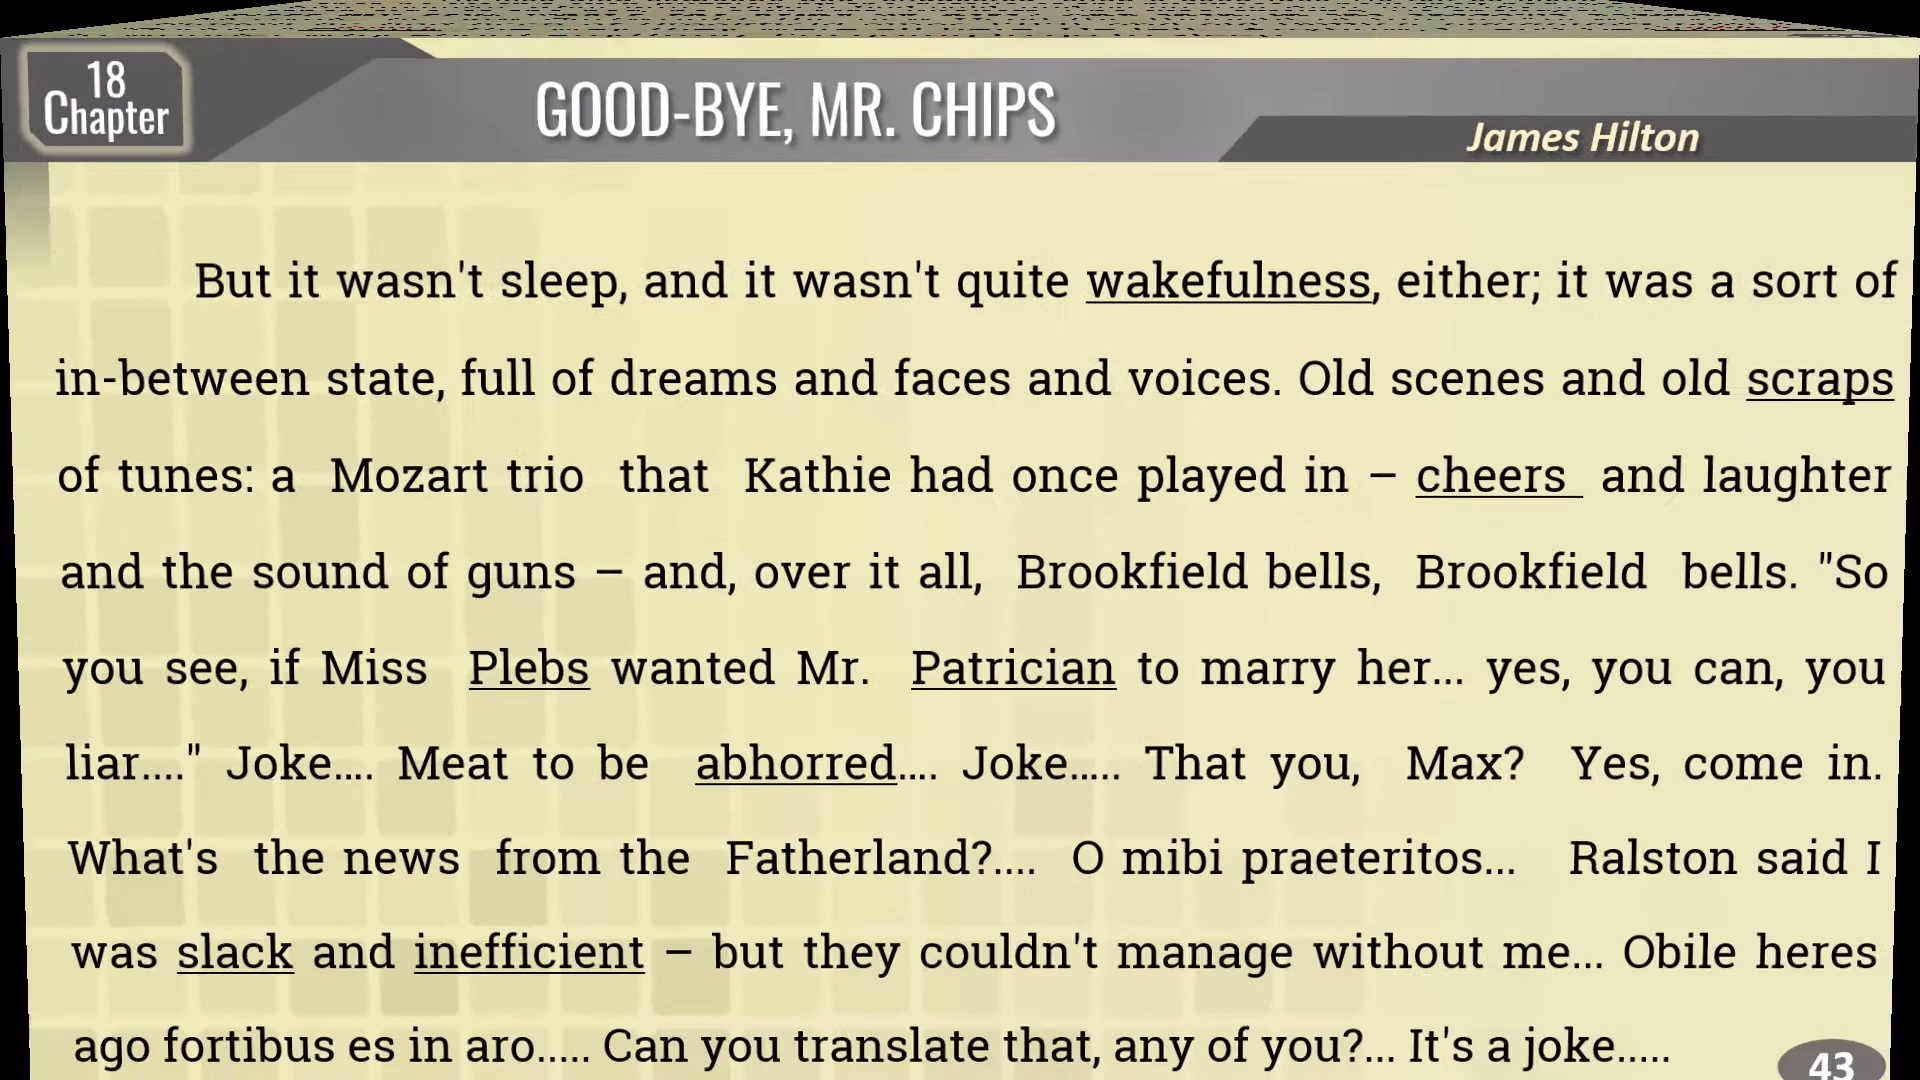 18
Chapter
GOOD-BYE, MR. CHIPS
James Hilton
But it wasn't sleep, and it wasn't quite wakefulness, either; it was a sort of
in-between state, full of dreams and faces and voices. Old scenes and old scraps
of tunes: a Mozart trio that Kathie had once played in – cheers and laughter
and the sound of guns – and, over it all, Brookfield bells, Brookfield bells. "So
you see, if Miss Plebs wanted Mr. Patrician to marry her... yes, you can, you
liar...." Joke.... Meat to be abhorred.... Joke..... That you, Max? Yes, come in.
What's the news from the Fatherland?.... O mibi praeteritos... Ralston said I
was slack and inefficient – but they couldn't manage without me... Obile heres
ago fortibus es in aro..... Can you translate that, any of you?... It's a joke.....
43